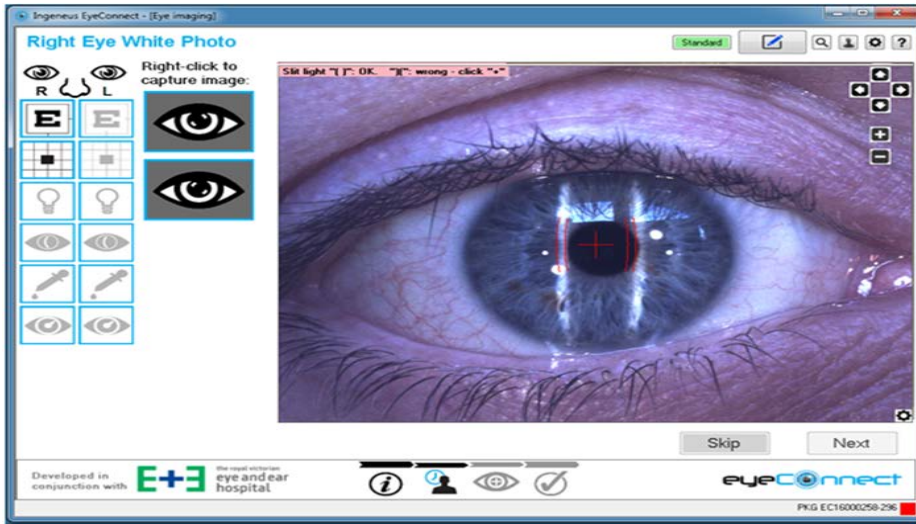 Ingeneus EyeConnect - [Eye imaging]
Right Eye White Photo
Standard
?
R
L
Right-click to
capture image:
Slit light "( )": OK. ")(": wrong - click "+"
E
E
+
−
Skip
Next
Developed in
conjunction with
E+E
the royal victorian
eye and ear
hospital
i
eyeConnect
PKG EC16000258-296